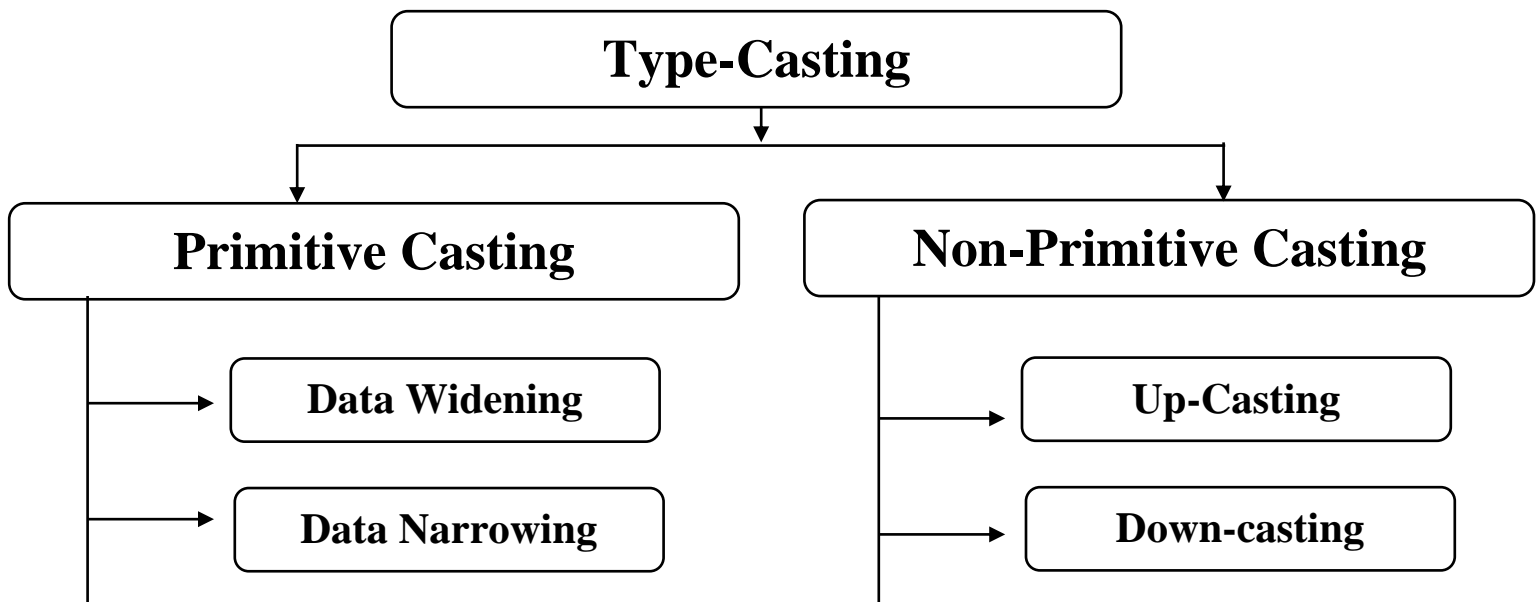 Type-Casting
Primitive Casting
Non-Primitive Casting
Data Widening
Up-Casting
Data Narrowing
Down-casting